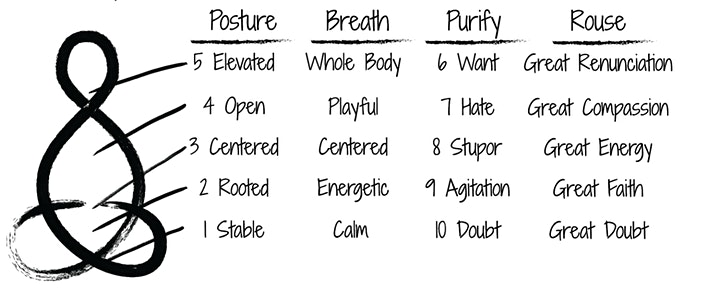 Posture Breath Purify Rouse
5 Elevated Whole Body 6 Want Great Renunciation
4 Open Playful 7 Hate Great Compassion
3 Centered Centered 8 Stupor Great Energy
2 Rooted Energetic 9 Agitation Great Faith
1 Stable Calm 10 Doubt Great Doubt